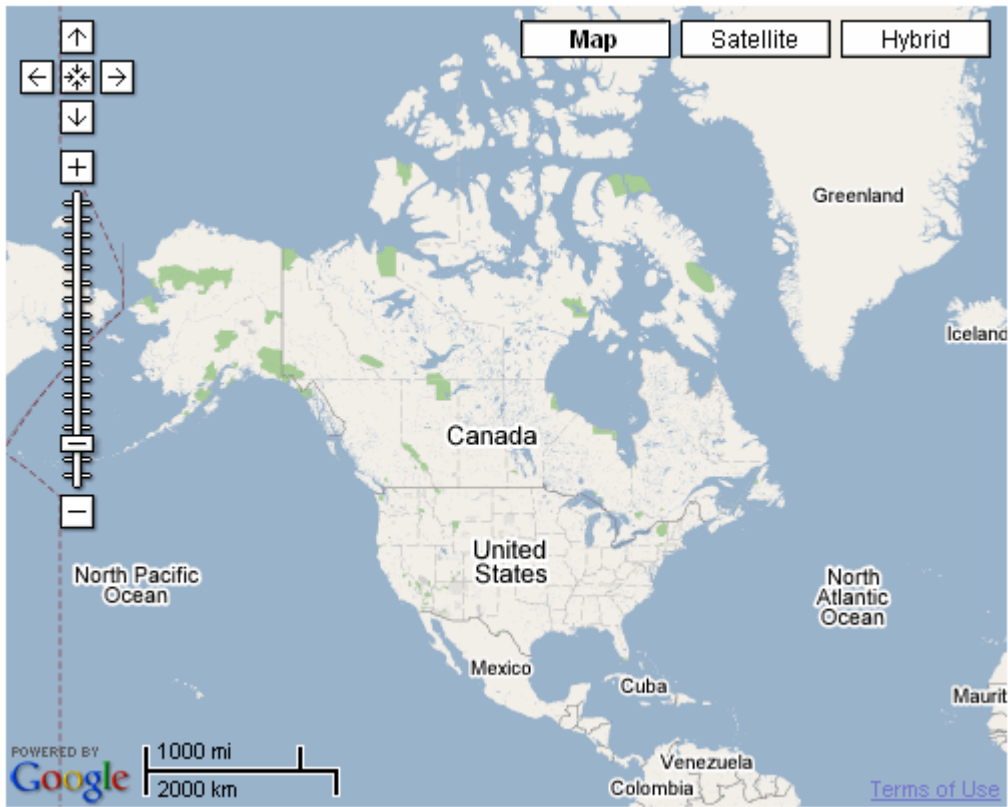 Map
Satellite
Hybrid
Greenland
Iceland
Canada
United
States
North Pacific
Ocean
North
Atlantic
Ocean
Mexico
Cuba
Maurit
Venezuela
Colombia
POWERED BY
Google
1000 mi
2000 km
Terms of Use